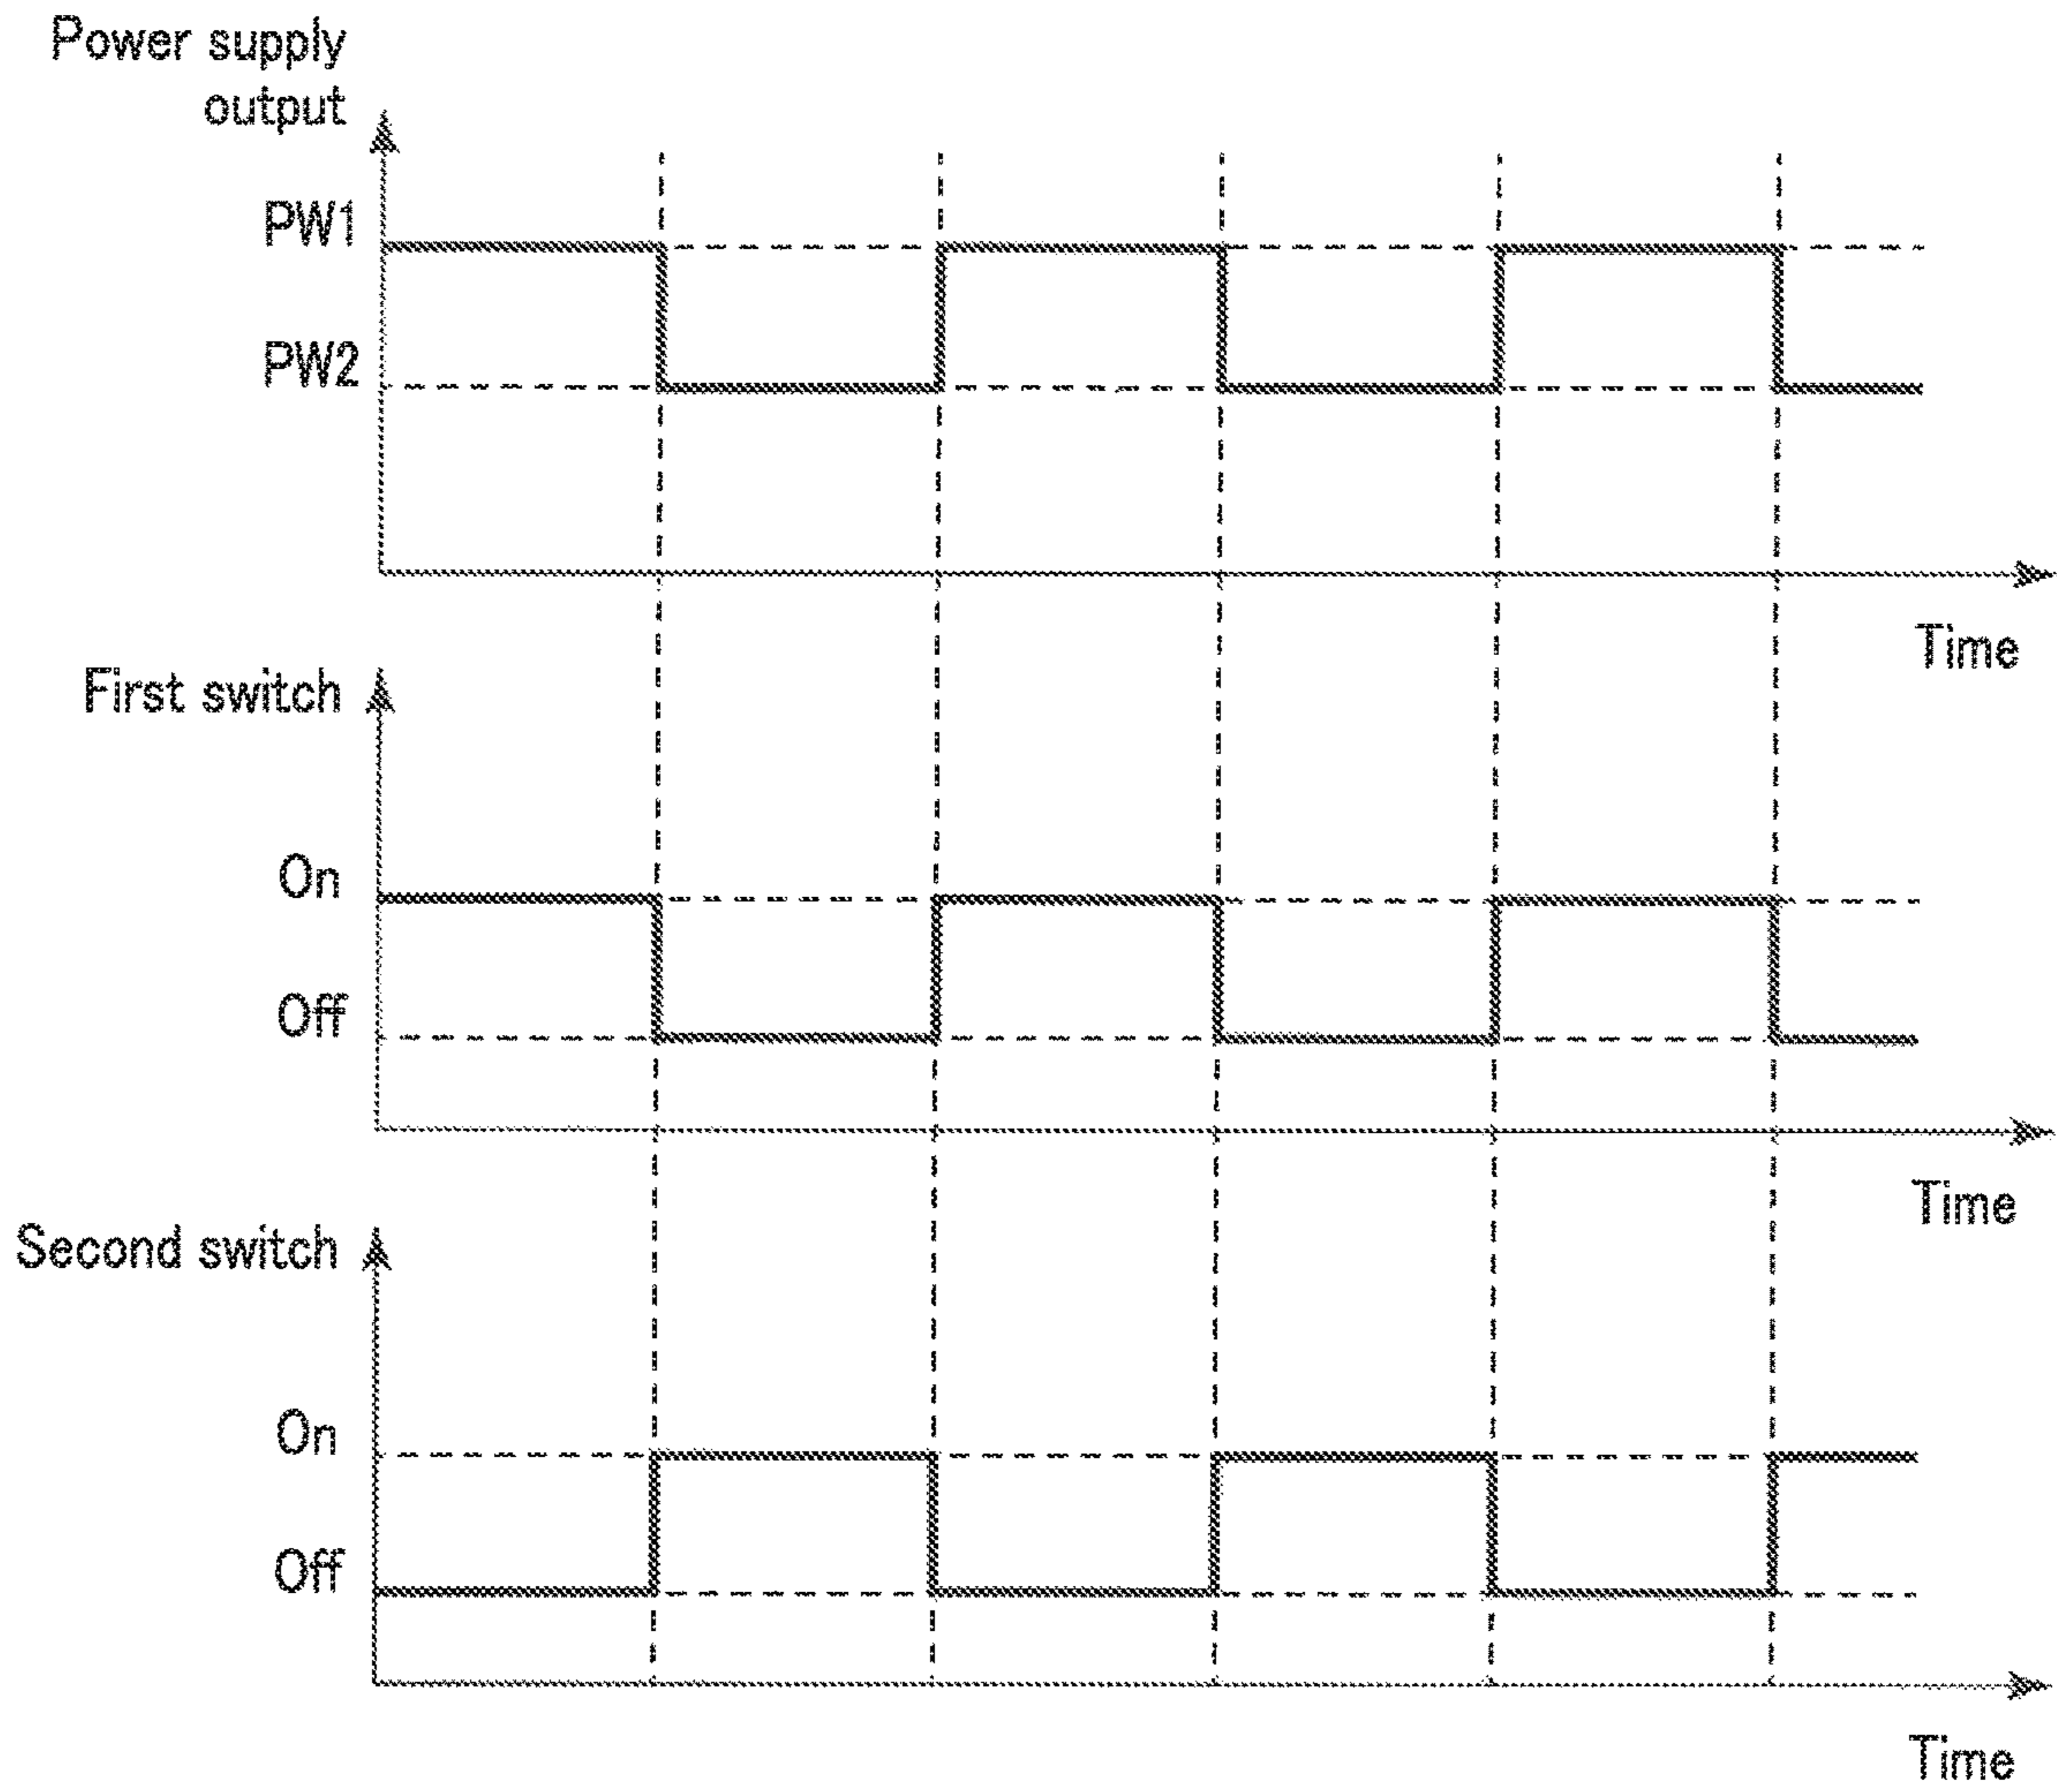 Power supply
output
PW1
PW2
Time
First switch
On
Off
Time
Second switch
On
Off
Time